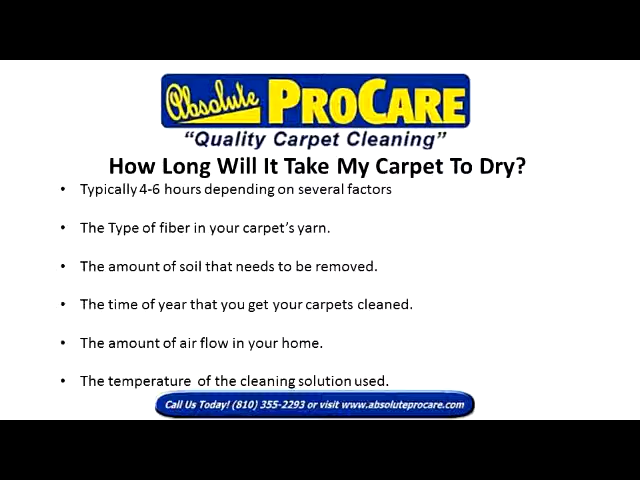 Absolute PROCARE
“Quality Carpet Cleaning”
How Long Will It Take My Carpet To Dry?
• Typically 4-6 hours depending on several factors
• The Type of fiber in your carpet’s yarn.
• The amount of soil that needs to be removed.
• The time of year that you get your carpets cleaned.
• The amount of air flow in your home.
• The temperature of the cleaning solution used.
Call Us Today! (810) 355-2293 or visit www.absoluteprocare.com